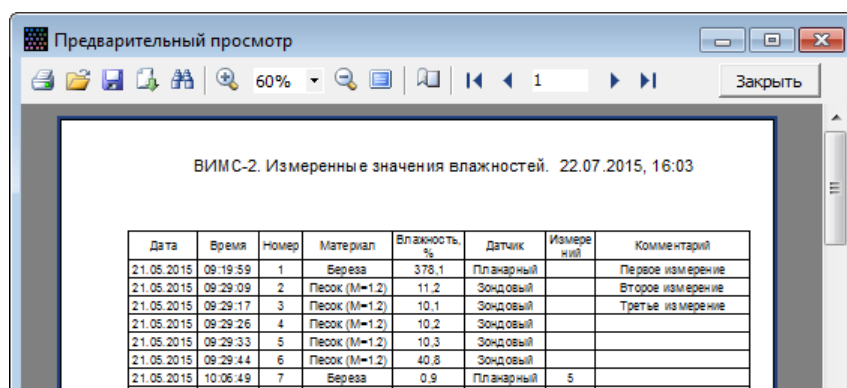 Предварительный просмотр
60% 1 Закрыть
ВИМС-2. Измеренные значения влажностей. 22.07.2015, 16:03
Дата Время Номер Материал Влажность, % Датчик Измере ний Комментарий
21.05.2015 09:19:59 1 Береза 378,1 Планарный Первое измерение
21.05.2015 09:29:09 2 Песок (М=1.2) 11,2 Зондовый Второе измерение
21.05.2015 09:29:17 3 Песок (М=1.2) 10,1 Зондовый Третье измерение
21.05.2015 09:29:26 4 Песок (М=1.2) 10,2 Зондовый
21.05.2015 09:29:33 5 Песок (М=1.2) 10,3 Зондовый
21.05.2015 09:29:44 6 Песок (М=1.2) 40,8 Зондовый
21.05.2015 10:06:49 7 Береза 0,9 Планарный 5